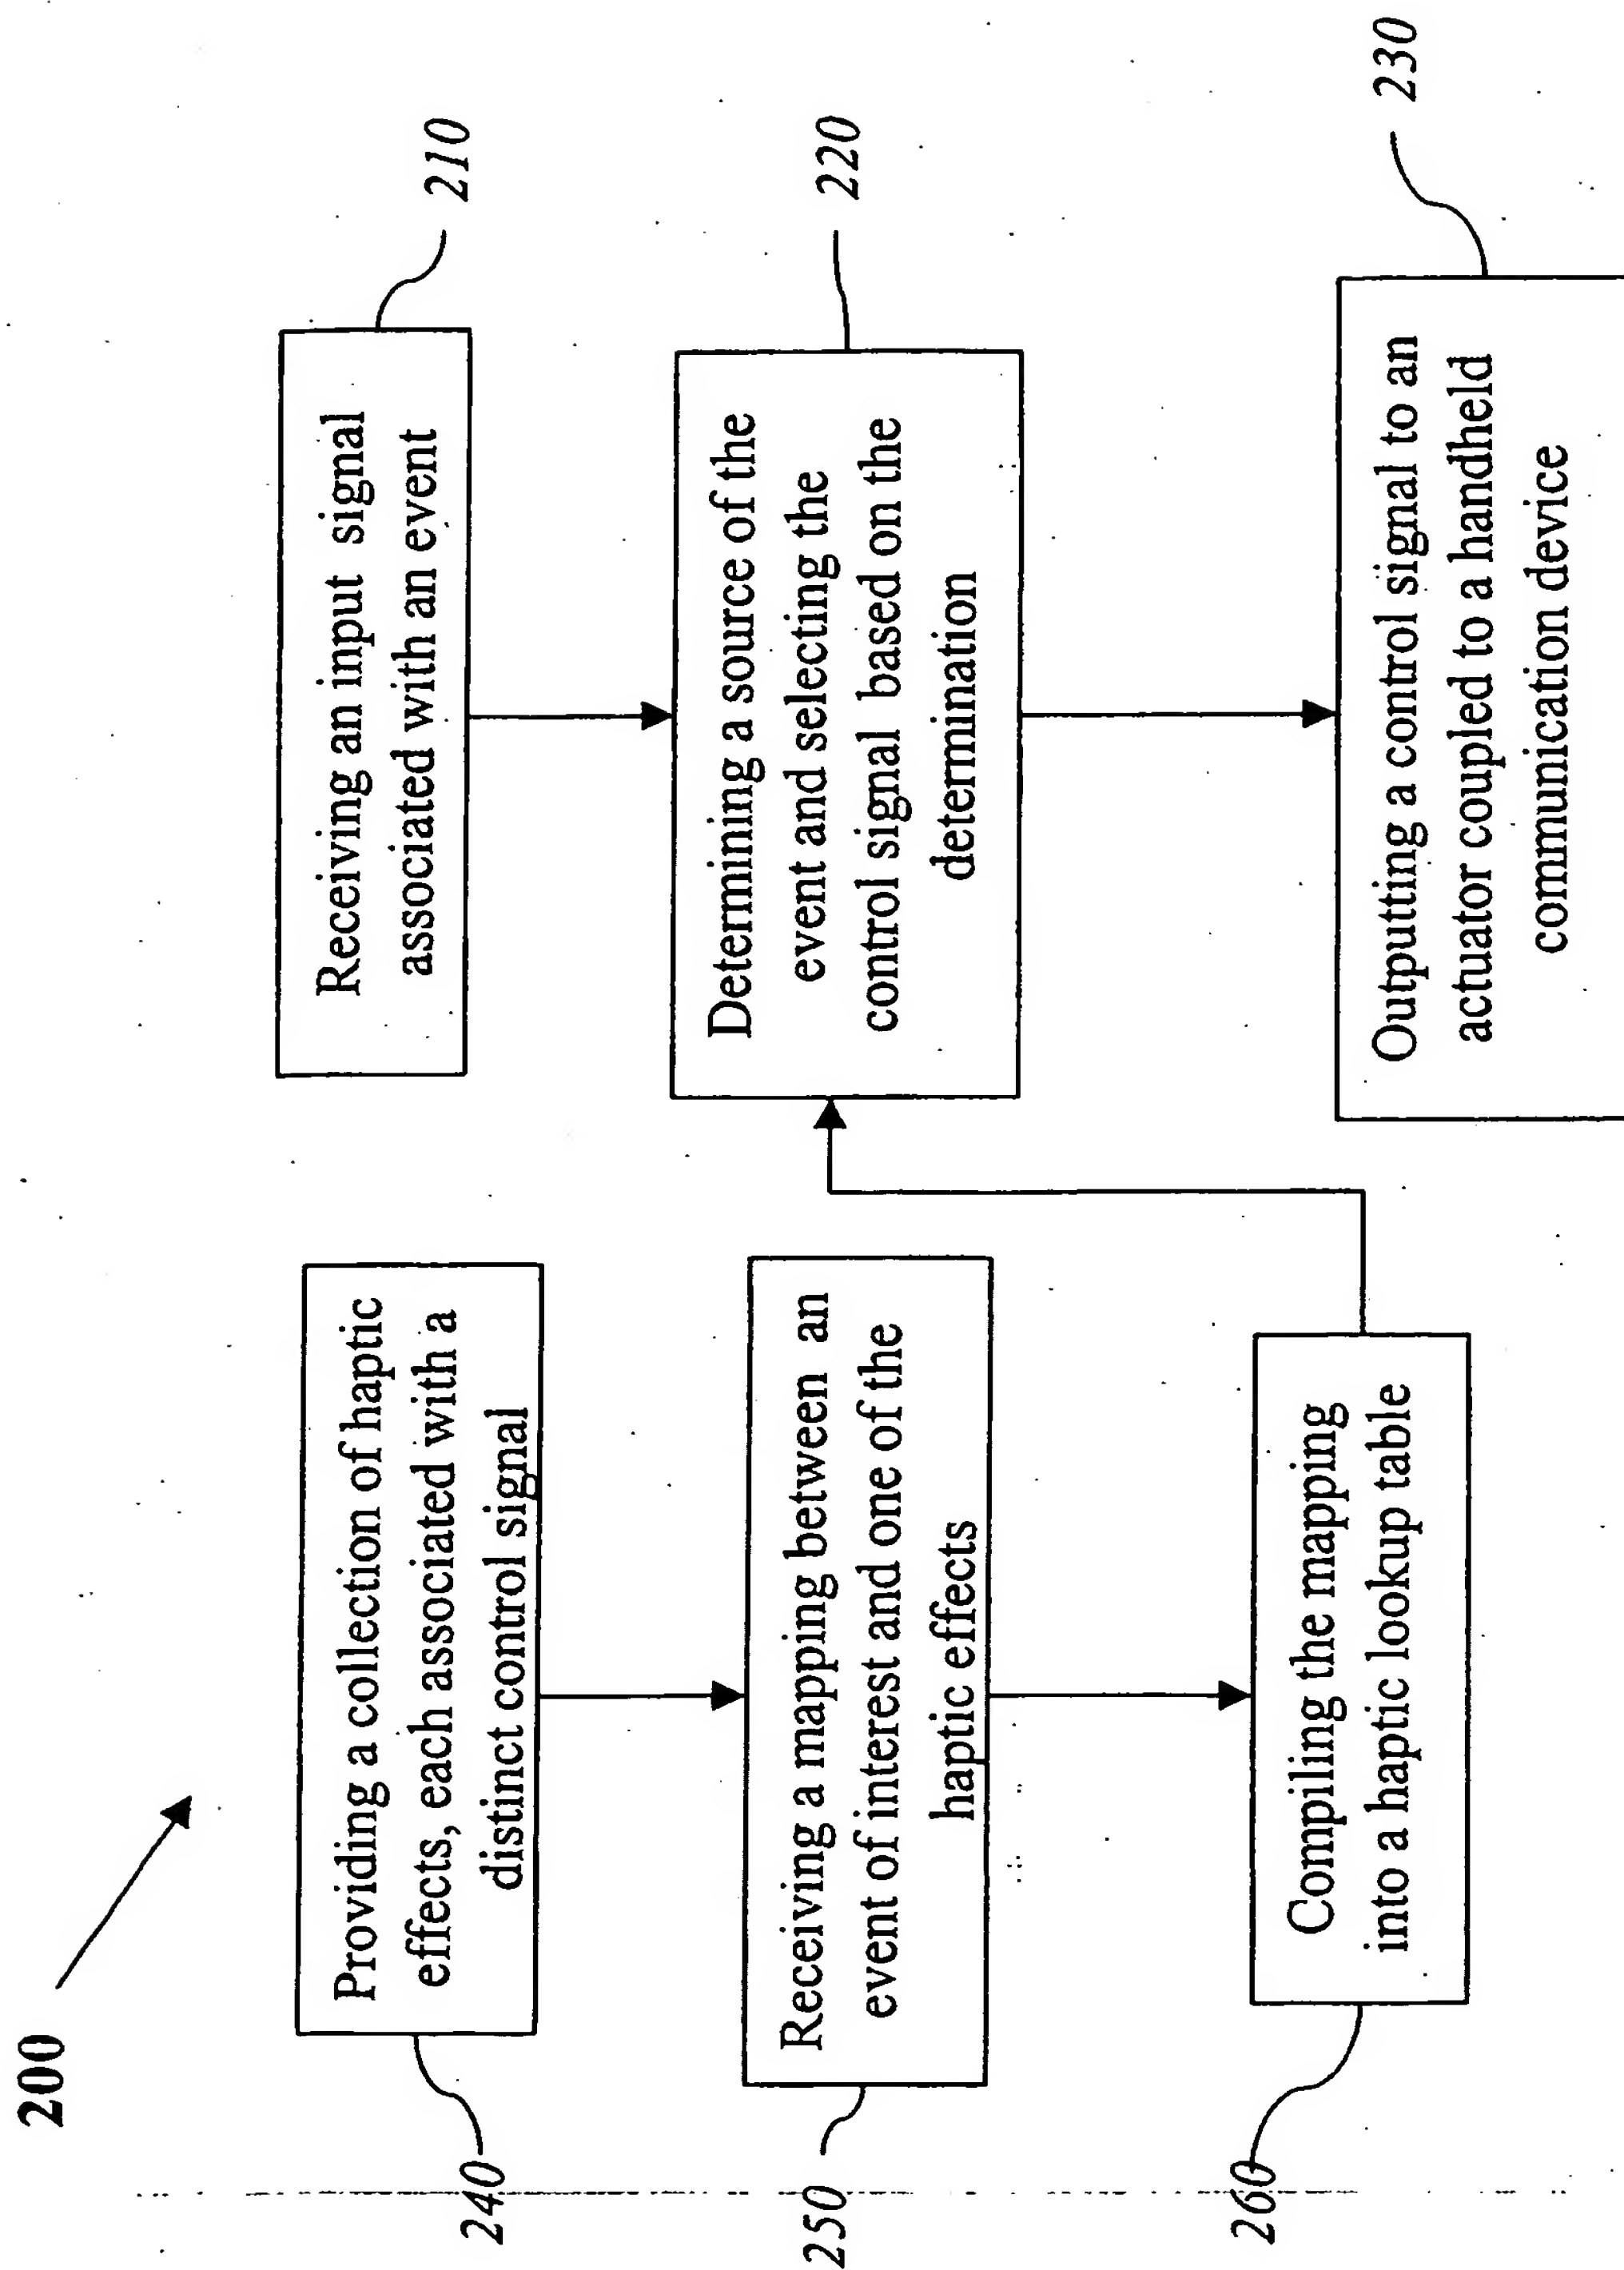 200
Providing a collection of haptic
effects, each associated with a
distinct control signal
240
Receiving a mapping between an
event of interest and one of the
haptic effects
250
Compiling the mapping
into a haptic lookup table
260
Receiving an input signal
associated with an event
210
Determining a source of the
event and selecting the
control signal based on the
determination
220
Outputting a control signal to an
actuator coupled to a handheld
communication device
230